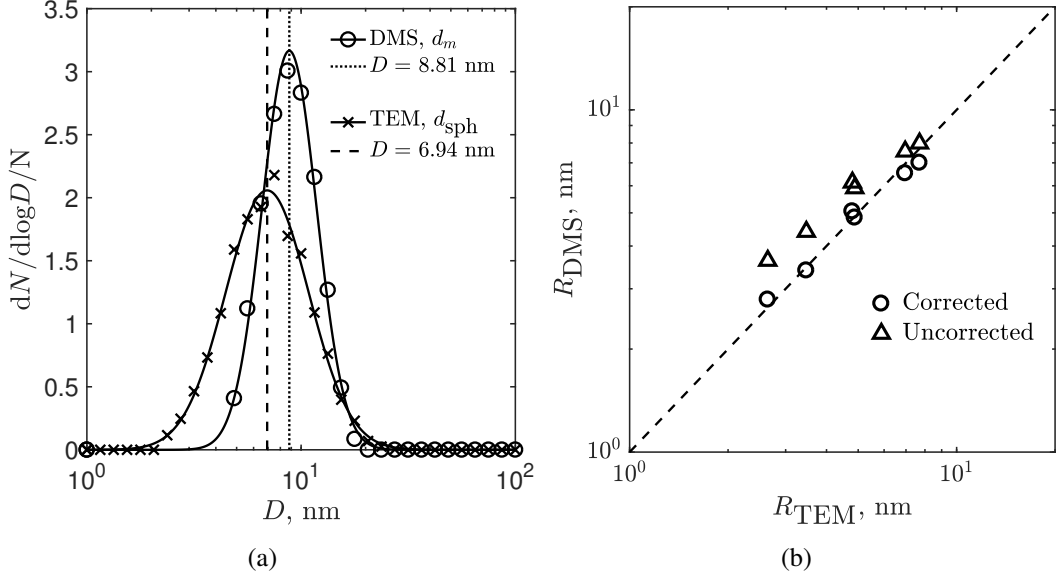 3.5
3
2.5
2
1.5
1
0.5
0
dN/dlogD/N
DMS, d_m
D = 8.81 nm
TEM, d_sph
D = 6.94 nm
10^0
10^1
10^2
D, nm
(a)
10^1
10^0
R_DMS, nm
Corrected
Uncorrected
10^0
10^1
R_TEM, nm
(b)